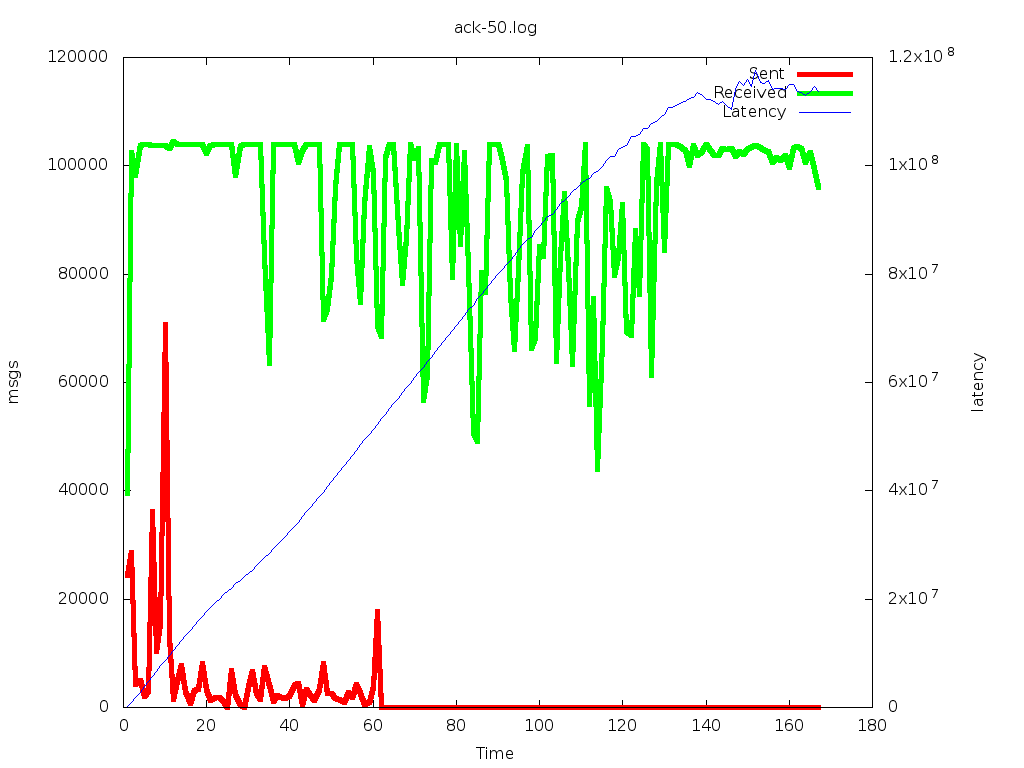 ack-50.log
120000
100000
80000
60000
40000
20000
0
msgs
1.2x10^8
1x10^8
8x10^7
6x10^7
4x10^7
2x10^7
0
latency
Sent
Received
Latency
0 20 40 60 80 100 120 140 160 180
Time